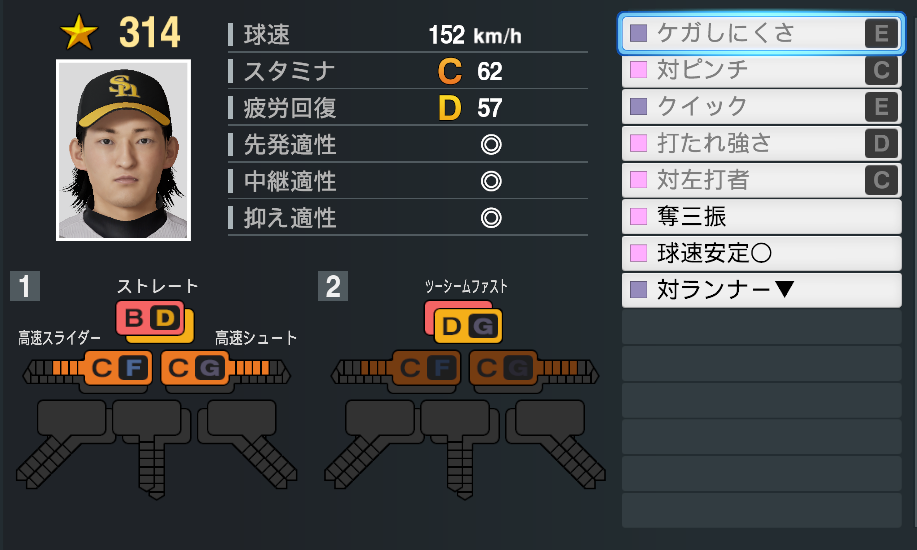 ★ 314
SH
球速 152 km/h
スタミナ C 62
疲労回復 D 57
先発適性 ◎
中継適性 ◎
抑え適性 ◎
ケガしにくさ E
対ピンチ C
クイック E
打たれ強さ D
対左打者 C
奪三振
球速安定〇
対ランナー▼
1
ストレート
B D
高速スライダー
C F
高速シュート
C G
2
ツーシームファスト
D G
C F
C G